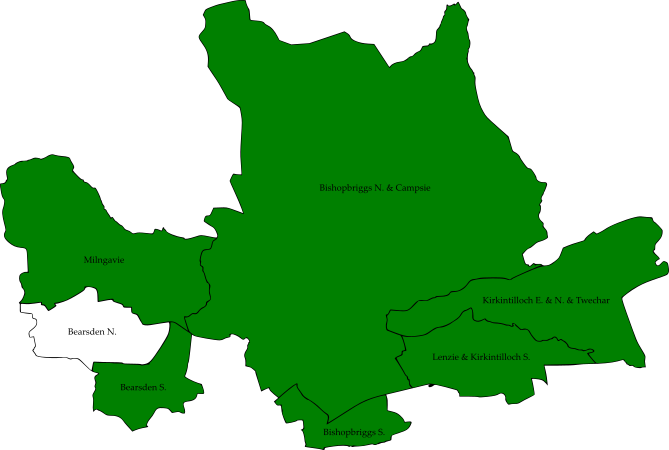 Bishopbriggs N. & Campsie
Milngavie
Kirkintilloch E. & N. & Twechar
Bearsden N.
Lenzie & Kirkintilloch S.
Bearsden S.
Bishopbriggs S.